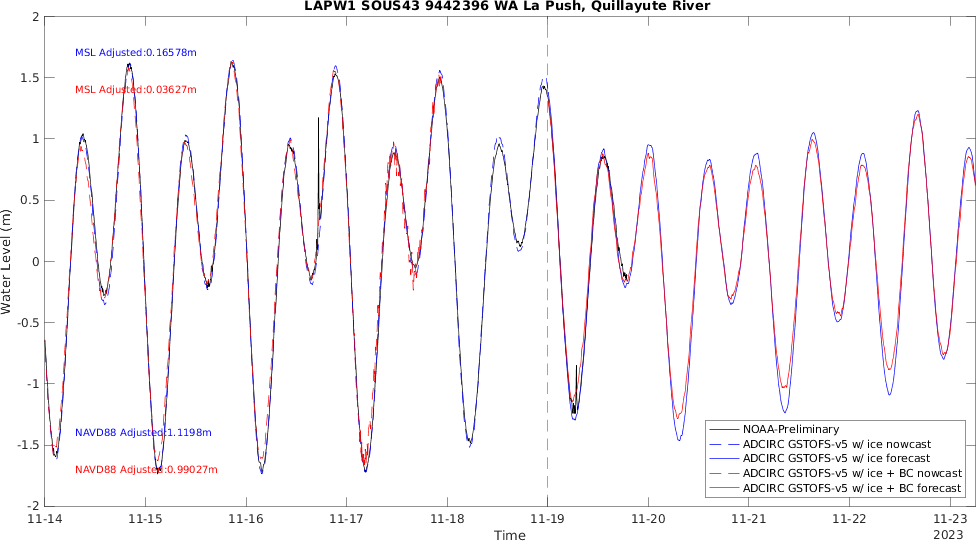 LAPW1 SOUS43 9442396 WA La Push, Quillayute River
2
1.5
1
0.5
0
-0.5
-1
-1.5
-2
Water Level (m)
MSL Adjusted:0.16578m
MSL Adjusted:0.03627m
NAVD88 Adjusted:1.1198m
NAVD88 Adjusted:0.99027m
NOAA-Preliminary
ADCIRC GSTOFS-v5 w/ ice nowcast
ADCIRC GSTOFS-v5 w/ ice forecast
ADCIRC GSTOFS-v5 w/ ice + BC nowcast
ADCIRC GSTOFS-v5 w/ ice + BC forecast
11-14 11-15 11-16 11-17 11-18 11-19 11-20 11-21 11-22 11-23
Time
2023